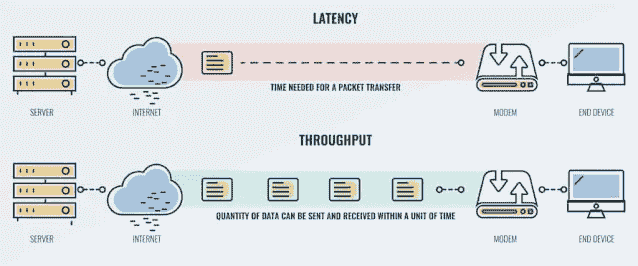 LATENCY
TIME NEEDED FOR A PACKET TRANSFER
SERVER
INTERNET
MODEM
END DEVICE
THROUGHPUT
QUANTITY OF DATA CAN BE SENT AND RECEIVED WITHIN A UNIT OF TIME
SERVER
INTERNET
MODEM
END DEVICE